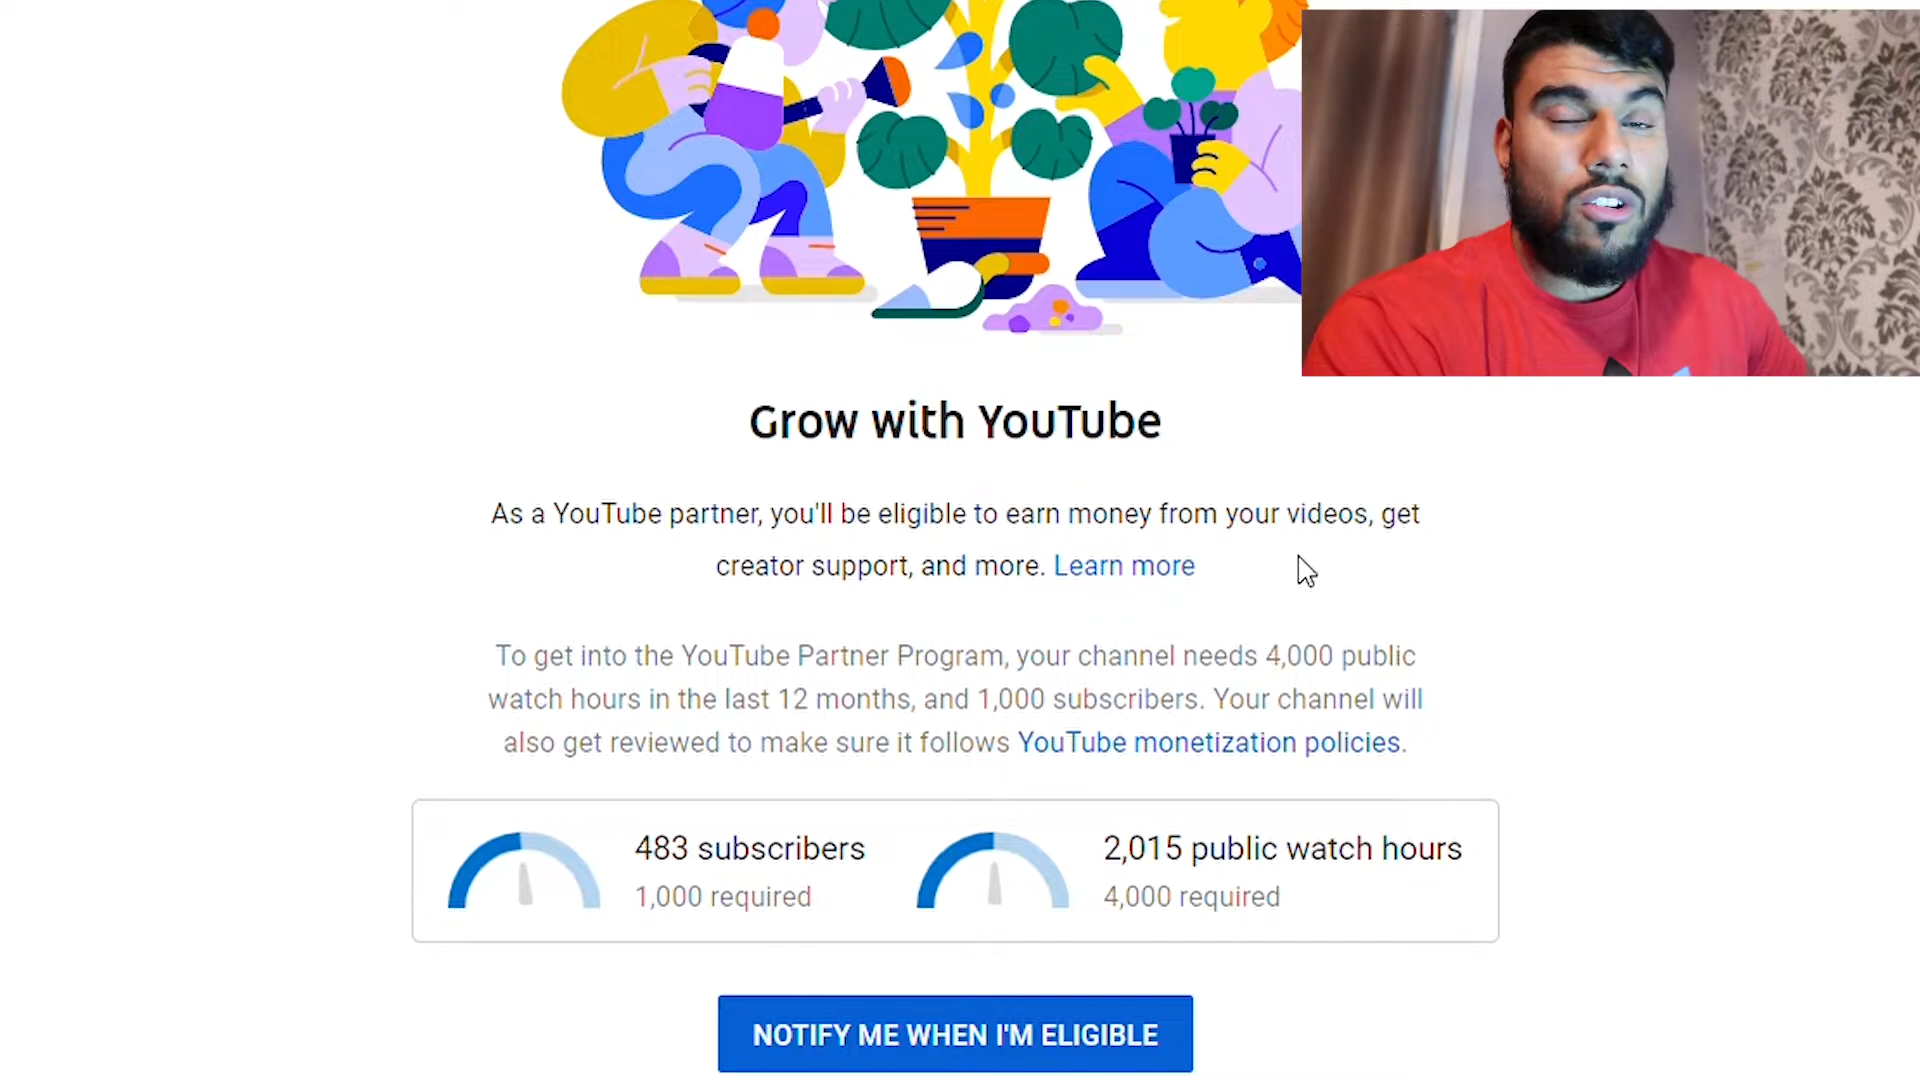 Grow with YouTube
As a YouTube partner, you'll be eligible to earn money from your videos, get
creator support, and more. Learn more
To get into the YouTube Partner Program, your channel needs 4,000 public
watch hours in the last 12 months, and 1,000 subscribers. Your channel will
also get reviewed to make sure it follows YouTube monetization policies.
483 subscribers
1,000 required
2,015 public watch hours
4,000 required
NOTIFY ME WHEN I'M ELIGIBLE